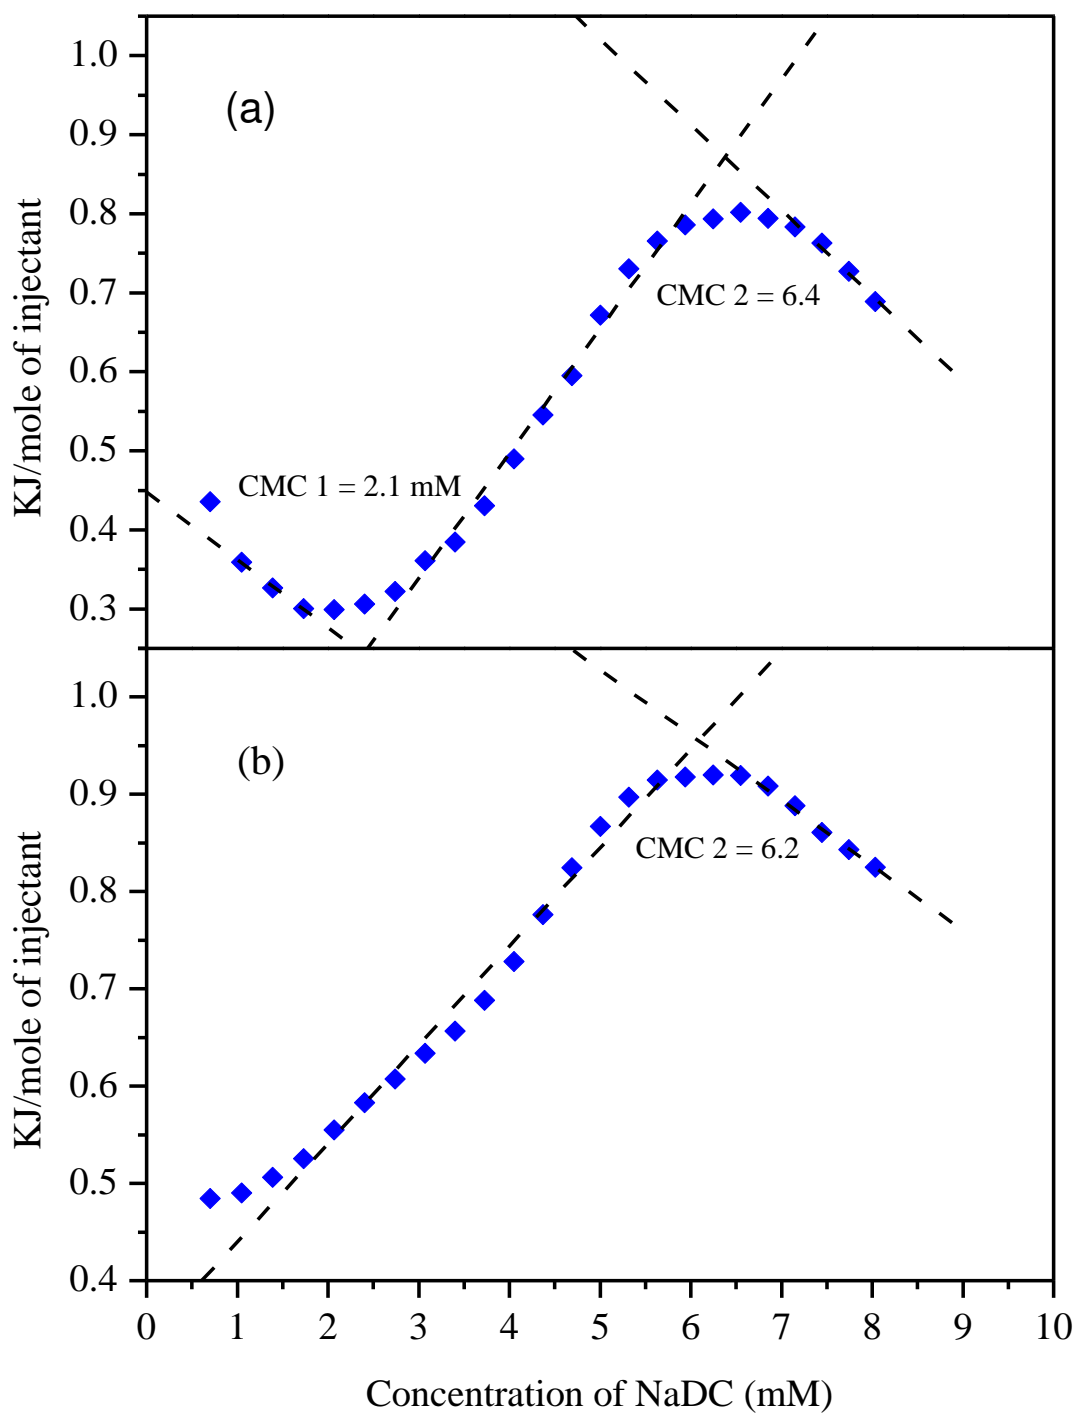 1.0
(a)
0.9
0.8
0.7
CMC 2 = 6.4
0.6
0.5
CMC 1 = 2.1 mM
0.4
0.3
KJ/mole of injectant
1.0
(b)
0.9
CMC 2 = 6.2
0.8
0.7
0.6
0.5
0.4
KJ/mole of injectant
0 1 2 3 4 5 6 7 8 9 10
Concentration of NaDC (mM)